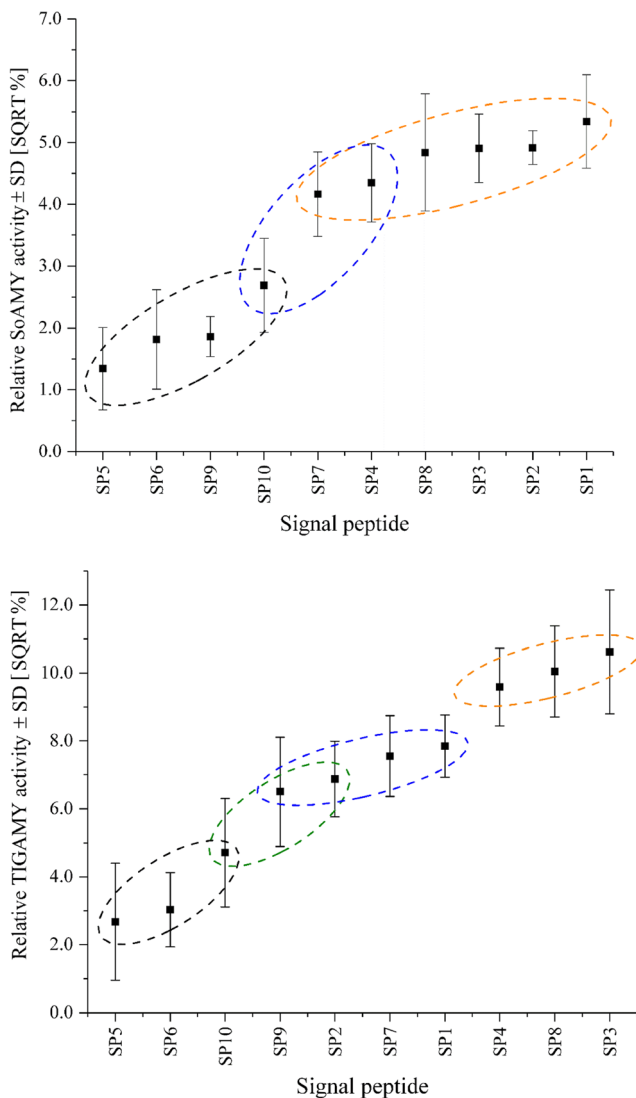 Relative SoAMY activity ± SD [SQRT %]
7.0
6.0
5.0
4.0
3.0
2.0
1.0
0.0
SP5 SP6 SP9 SP10 SP7 SP4 SP8 SP3 SP2 SP1
Signal peptide
Relative TIGAMY activity ± SD [SQRT %]
12.0
10.0
8.0
6.0
4.0
2.0
0.0
SP5 SP6 SP10 SP9 SP2 SP7 SP1 SP4 SP8 SP3
Signal peptide